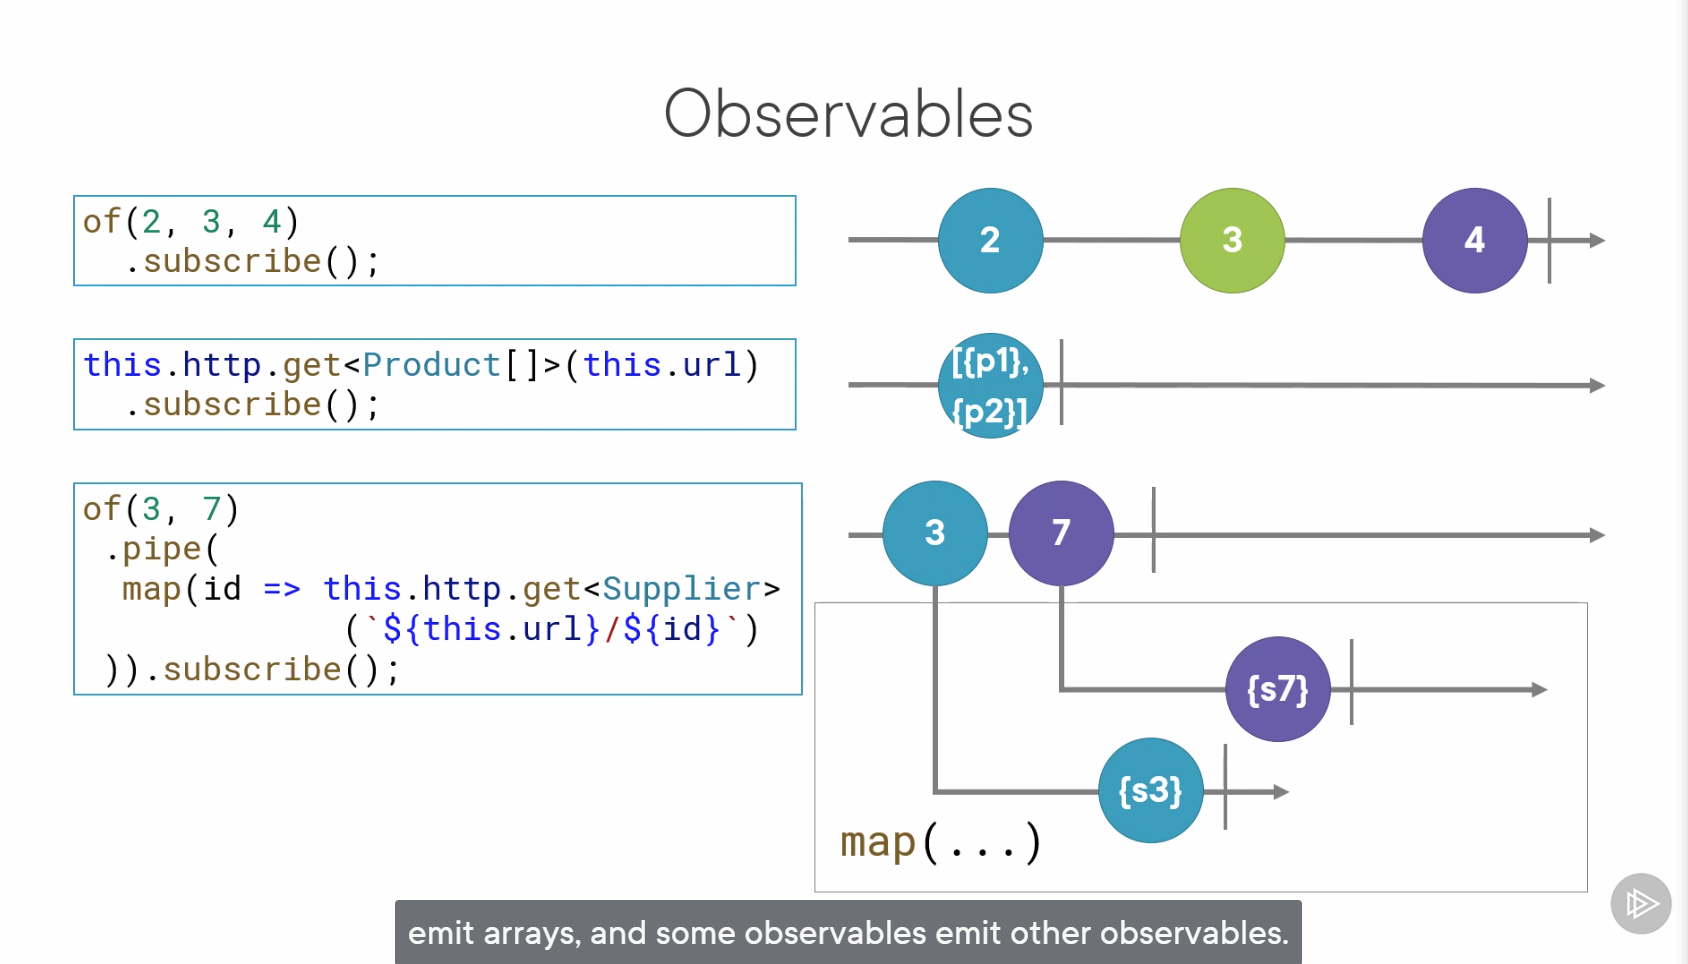 Observables
of(2, 3, 4)
.subscribe();
2
3
4
this.http.get<Product[]>(this.url)
.subscribe();
[{p1},
{p2}]
of(3, 7)
.pipe(
map(id => this.http.get<Supplier>
(`${this.url}/${id}`)
)).subscribe();
3
7
{s7}
{s3}
map(...)
emit arrays, and some observables emit other observables.